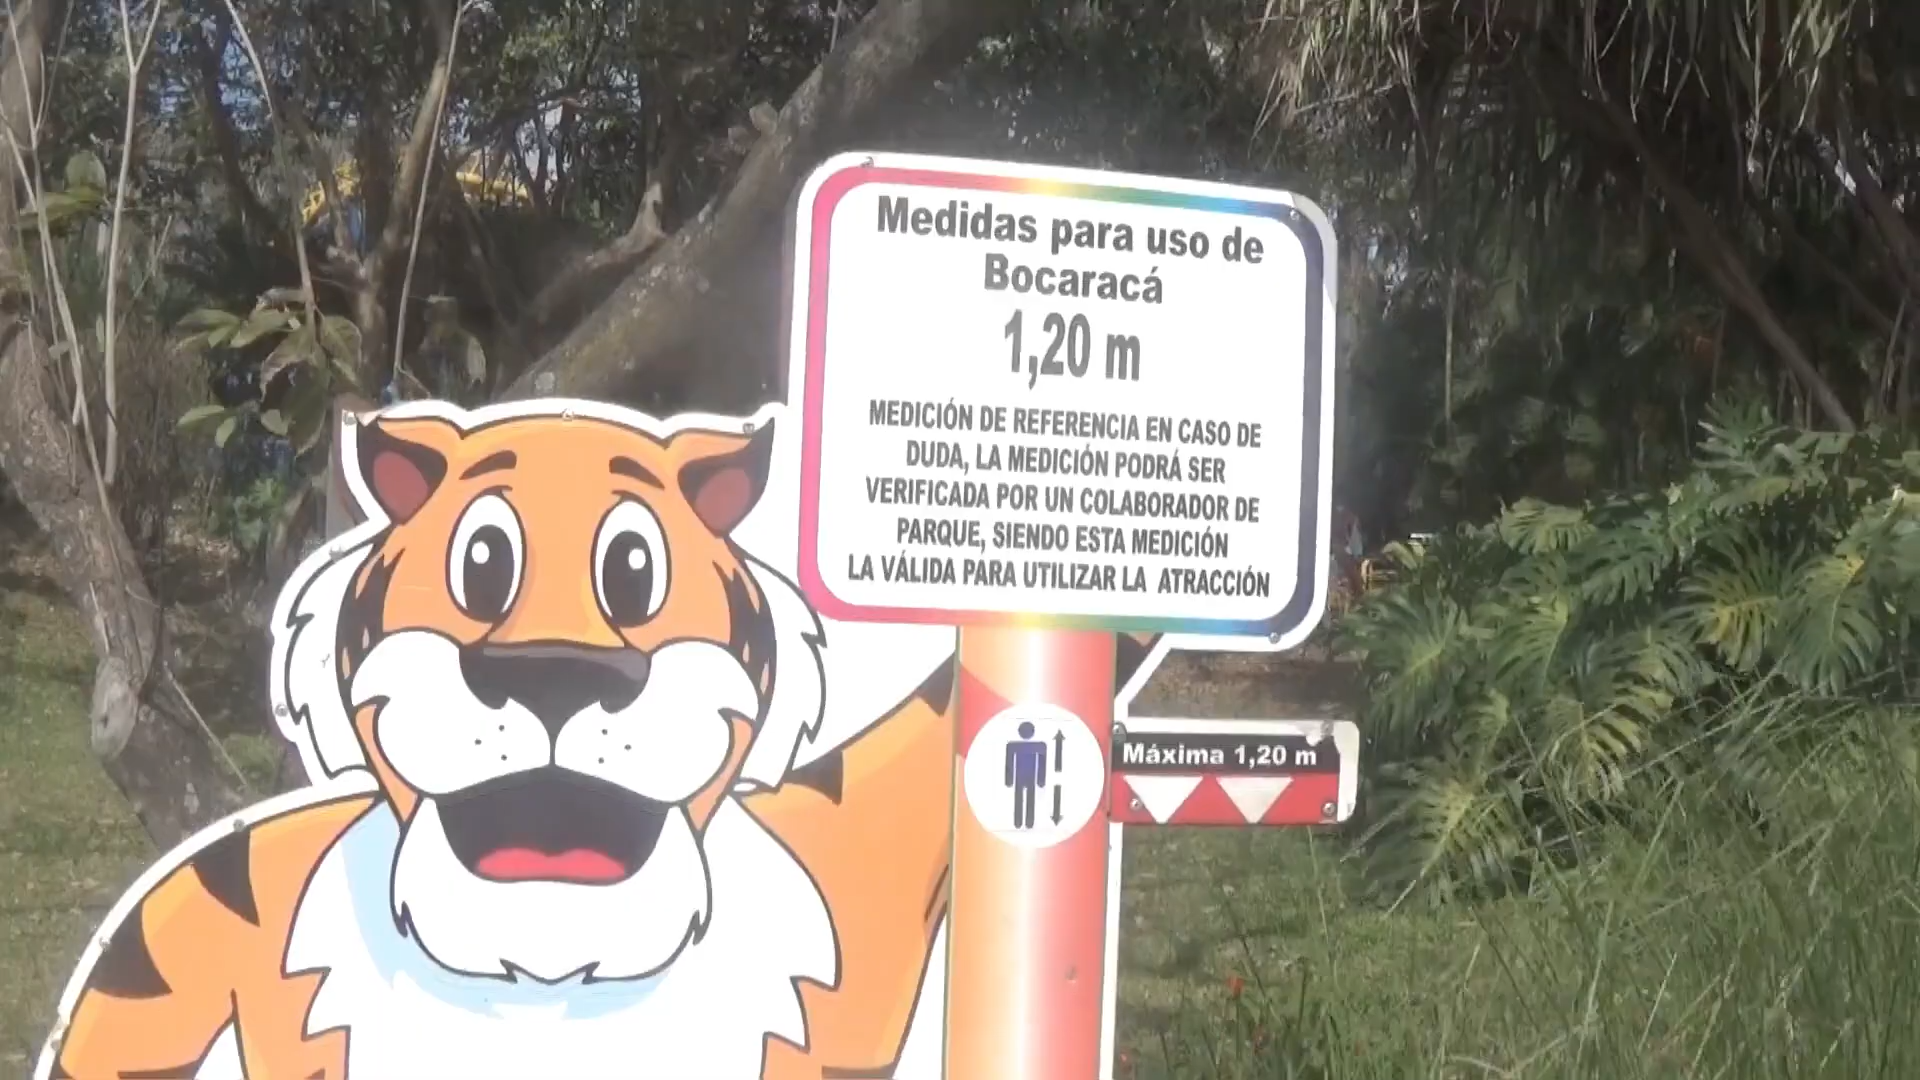 Medidas para uso de
Bocaracá
1,20 m
MEDICIÓN DE REFERENCIA EN CASO DE
DUDA, LA MEDICIÓN PODRÁ SER
VERIFICADA POR UN COLABORADOR DE
PARQUE, SIENDO ESTA MEDICIÓN
LA VÁLIDA PARA UTILIZAR LA ATRACCIÓN
Máxima 1,20 m